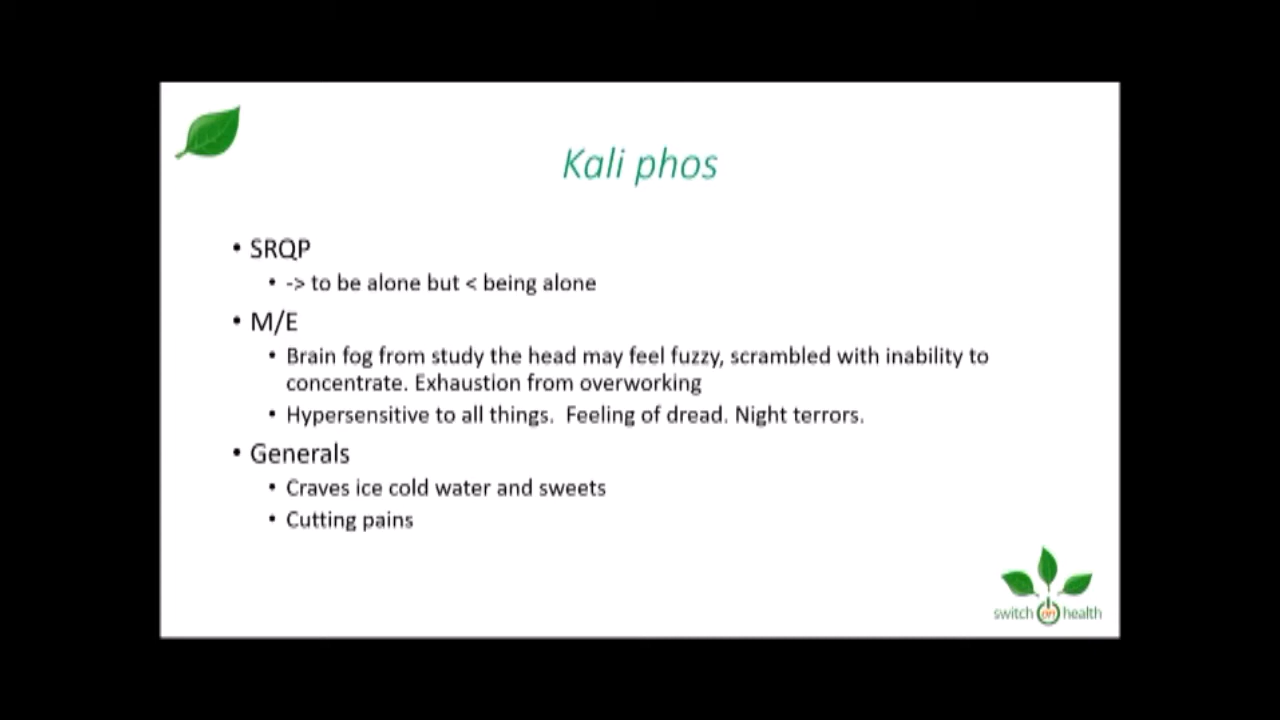 Kali phos
• SRQP
• -> to be alone but < being alone
• M/E
• Brain fog from study the head may feel fuzzy, scrambled with inability to
concentrate. Exhaustion from overworking
• Hypersensitive to all things.  Feeling of dread. Night terrors.
• Generals
• Craves ice cold water and sweets
• Cutting pains
switch on health